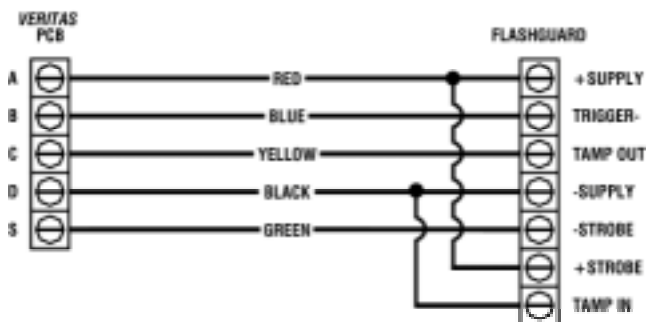 VERITAS
PCB
FLASHGUARD
A RED +SUPPLY
B BLUE TRIGGER-
C YELLOW TAMP OUT
D BLACK -SUPPLY
S GREEN -STROBE
+STROBE
TAMP IN